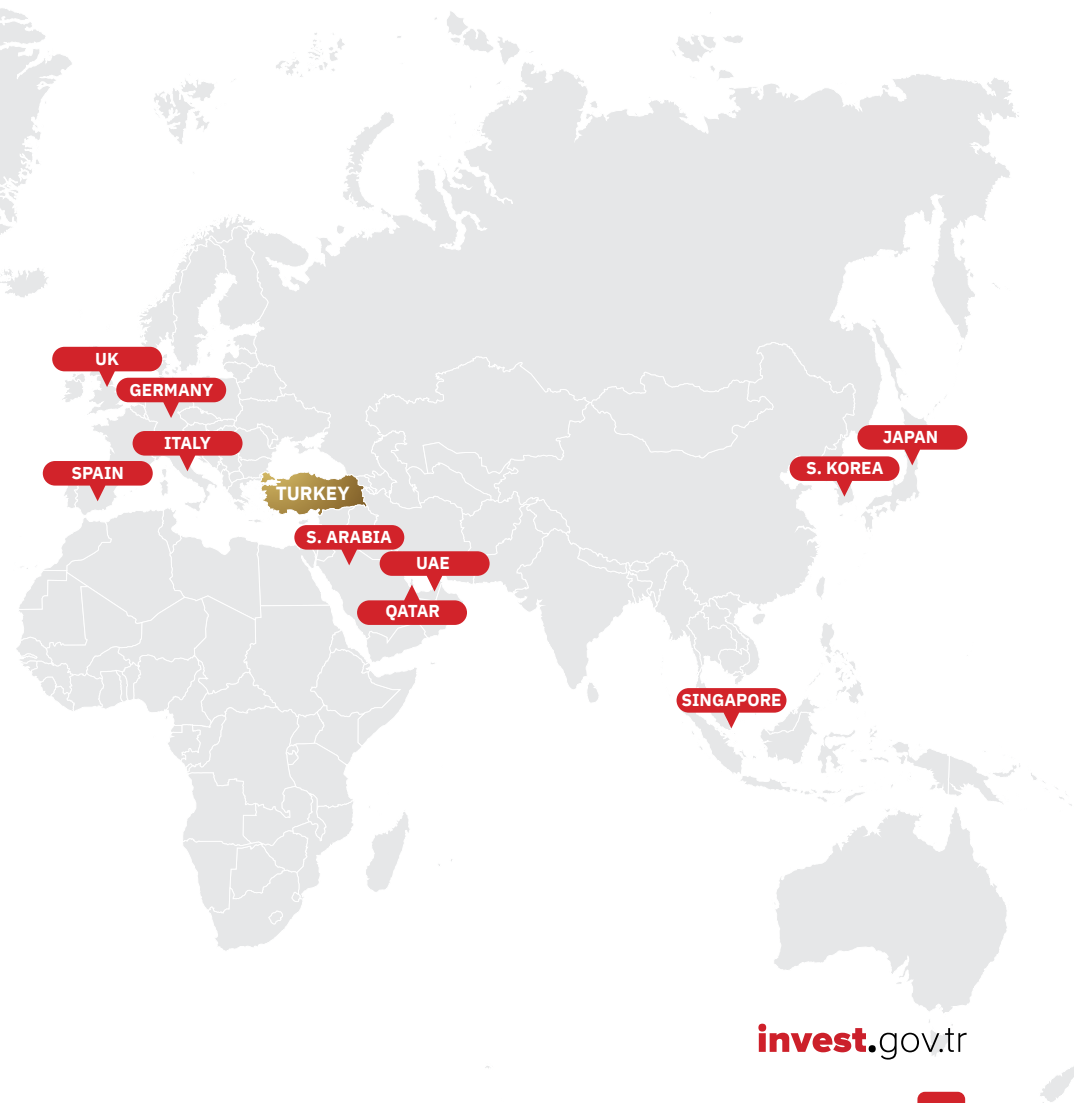 UK
GERMANY
ITALY
SPAIN
TURKEY
JAPAN
S. KOREA
S. ARABIA
UAE
QATAR
SINGAPORE
invest.gov.tr